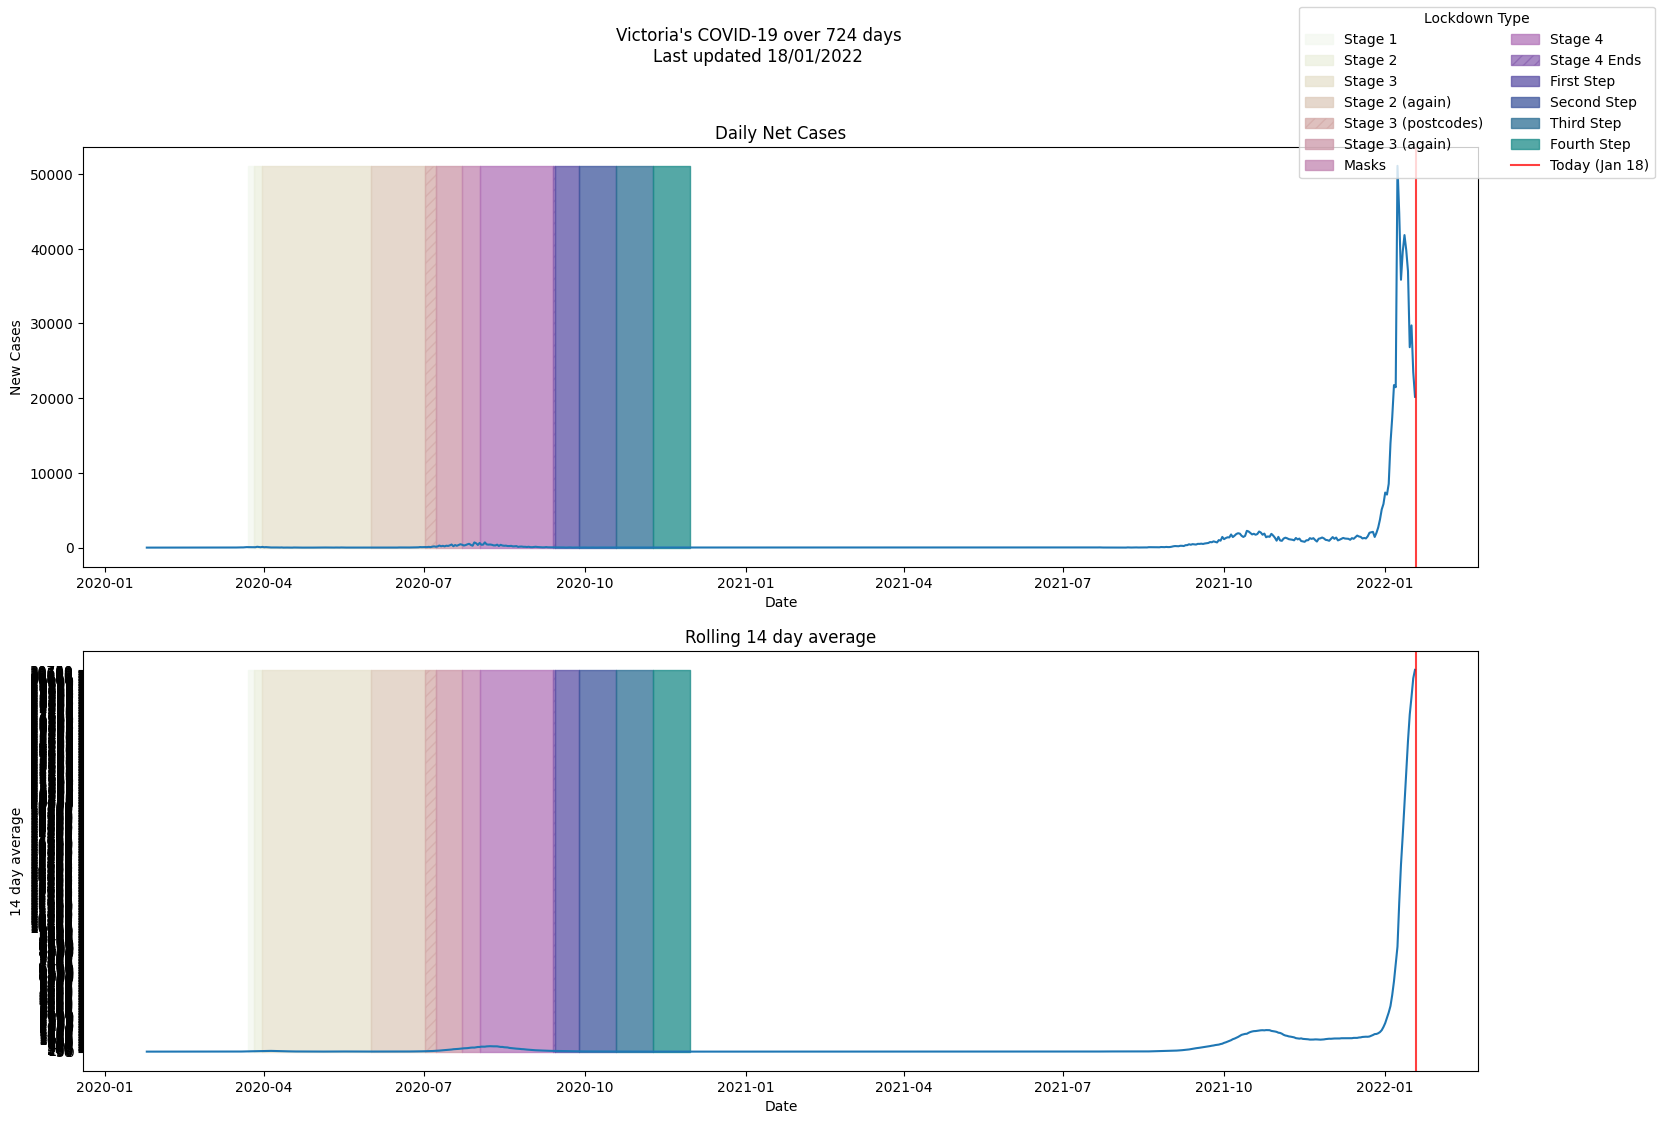 Victoria's COVID-19 over 724 days
Last updated 18/01/2022
Lockdown Type
Stage 1
Stage 2
Stage 3
Stage 2 (again)
Stage 3 (postcodes)
Stage 3 (again)
Masks
Stage 4
Stage 4 Ends
First Step
Second Step
Third Step
Fourth Step
Today (Jan 18)
Daily Net Cases
New Cases
50000
40000
30000
20000
10000
0
2020-01 2020-04 2020-07 2020-10 2021-01 2021-04 2021-07 2021-10 2022-01
Date
Rolling 14 day average
14 day average
2020-01 2020-04 2020-07 2020-10 2021-01 2021-04 2021-07 2021-10 2022-01
Date